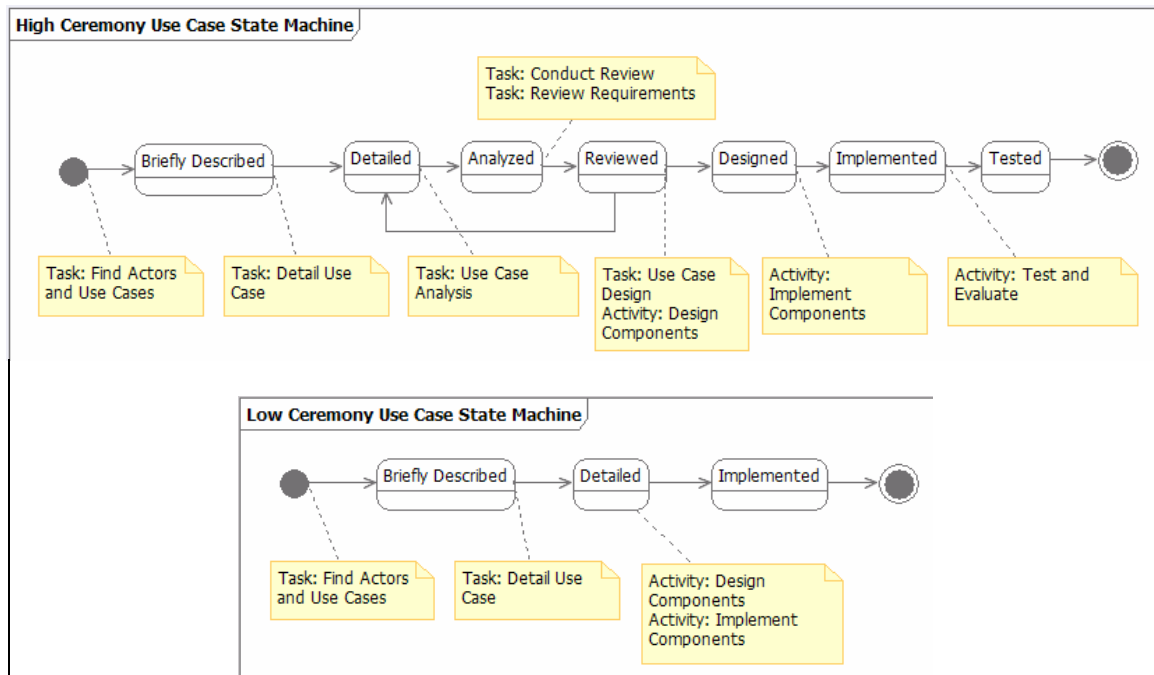 High Ceremony Use Case State Machine
Task: Conduct Review
Task: Review Requirements
Briefly Described
Detailed
Analyzed
Reviewed
Designed
Implemented
Tested
Task: Find Actors
and Use Cases
Task: Detail Use
Case
Task: Use Case
Analysis
Task: Use Case
Design
Activity: Design
Components
Activity:
Implement
Components
Activity: Test and
Evaluate
Low Ceremony Use Case State Machine
Briefly Described
Detailed
Implemented
Task: Find Actors
and Use Cases
Task: Detail Use
Case
Activity: Design
Components
Activity: Implement
Components